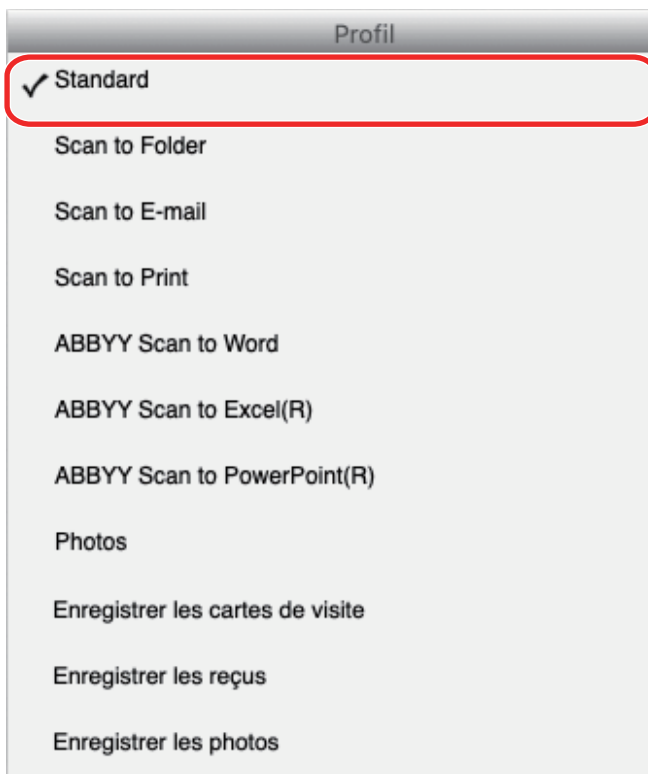 Profil
Standard
Scan to Folder
Scan to E-mail
Scan to Print
ABBYY Scan to Word
ABBYY Scan to Excel(R)
ABBYY Scan to PowerPoint(R)
Photos
Enregistrer les cartes de visite
Enregistrer les reçus
Enregistrer les photos